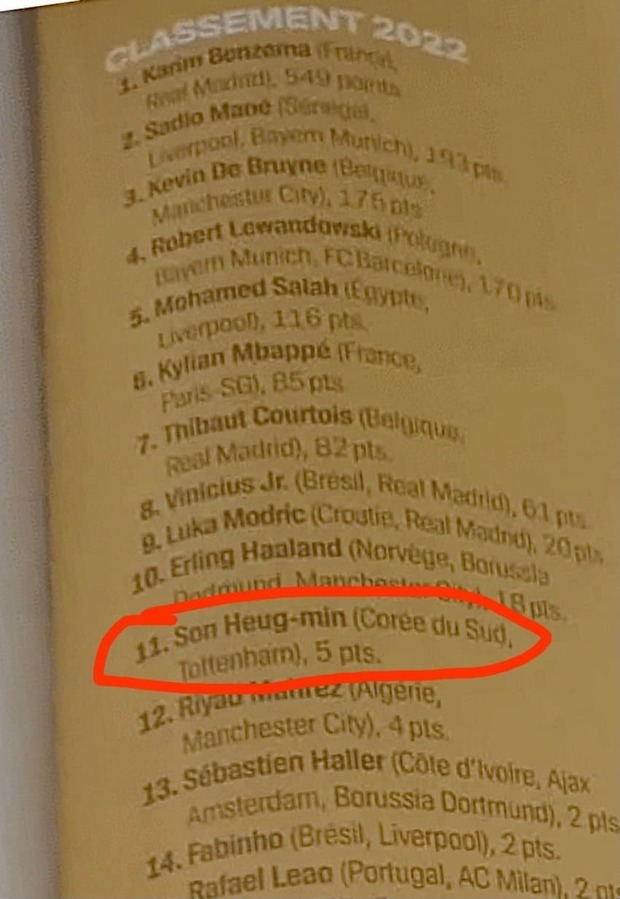 CLASSEMENT 2022
1. Karim Benzema (France,
Real Madrid), 549 points
2. Sadio Mané (Sénégal,
Liverpool, Bayern Munich), 193 pts.
3. Kevin De Bruyne (Belgique,
Manchester City), 175 pts
4. Robert Lewandowski (Pologne,
Bayern Munich, FC Barcelone), 170 pts
5. Mohamed Salah (Égypte,
Liverpool), 116 pts.
6. Kylian Mbappé (France,
Paris-SG), 85 pts
7. Thibaut Courtois (Belgique,
Real Madrid), 82 pts.
8. Vinicius Jr. (Brésil, Real Madrid), 61 pts.
9. Luka Modric (Croatie, Real Madrid), 20 pts
10. Erling Haaland (Norvège, Borussia
Dortmund, Manchester City), 18 pts.
11. Son Heug-min (Corée du Sud,
Tottenham), 5 pts.
12. Riyad Mahrez (Algérie,
Manchester City), 4 pts.
13. Sébastien Haller (Côte d'Ivoire, Ajax
Amsterdam, Borussia Dortmund), 2 pts
14. Fabinho (Brésil, Liverpool), 2 pts.
Rafael Leao (Portugal, AC Milan), 2 pts